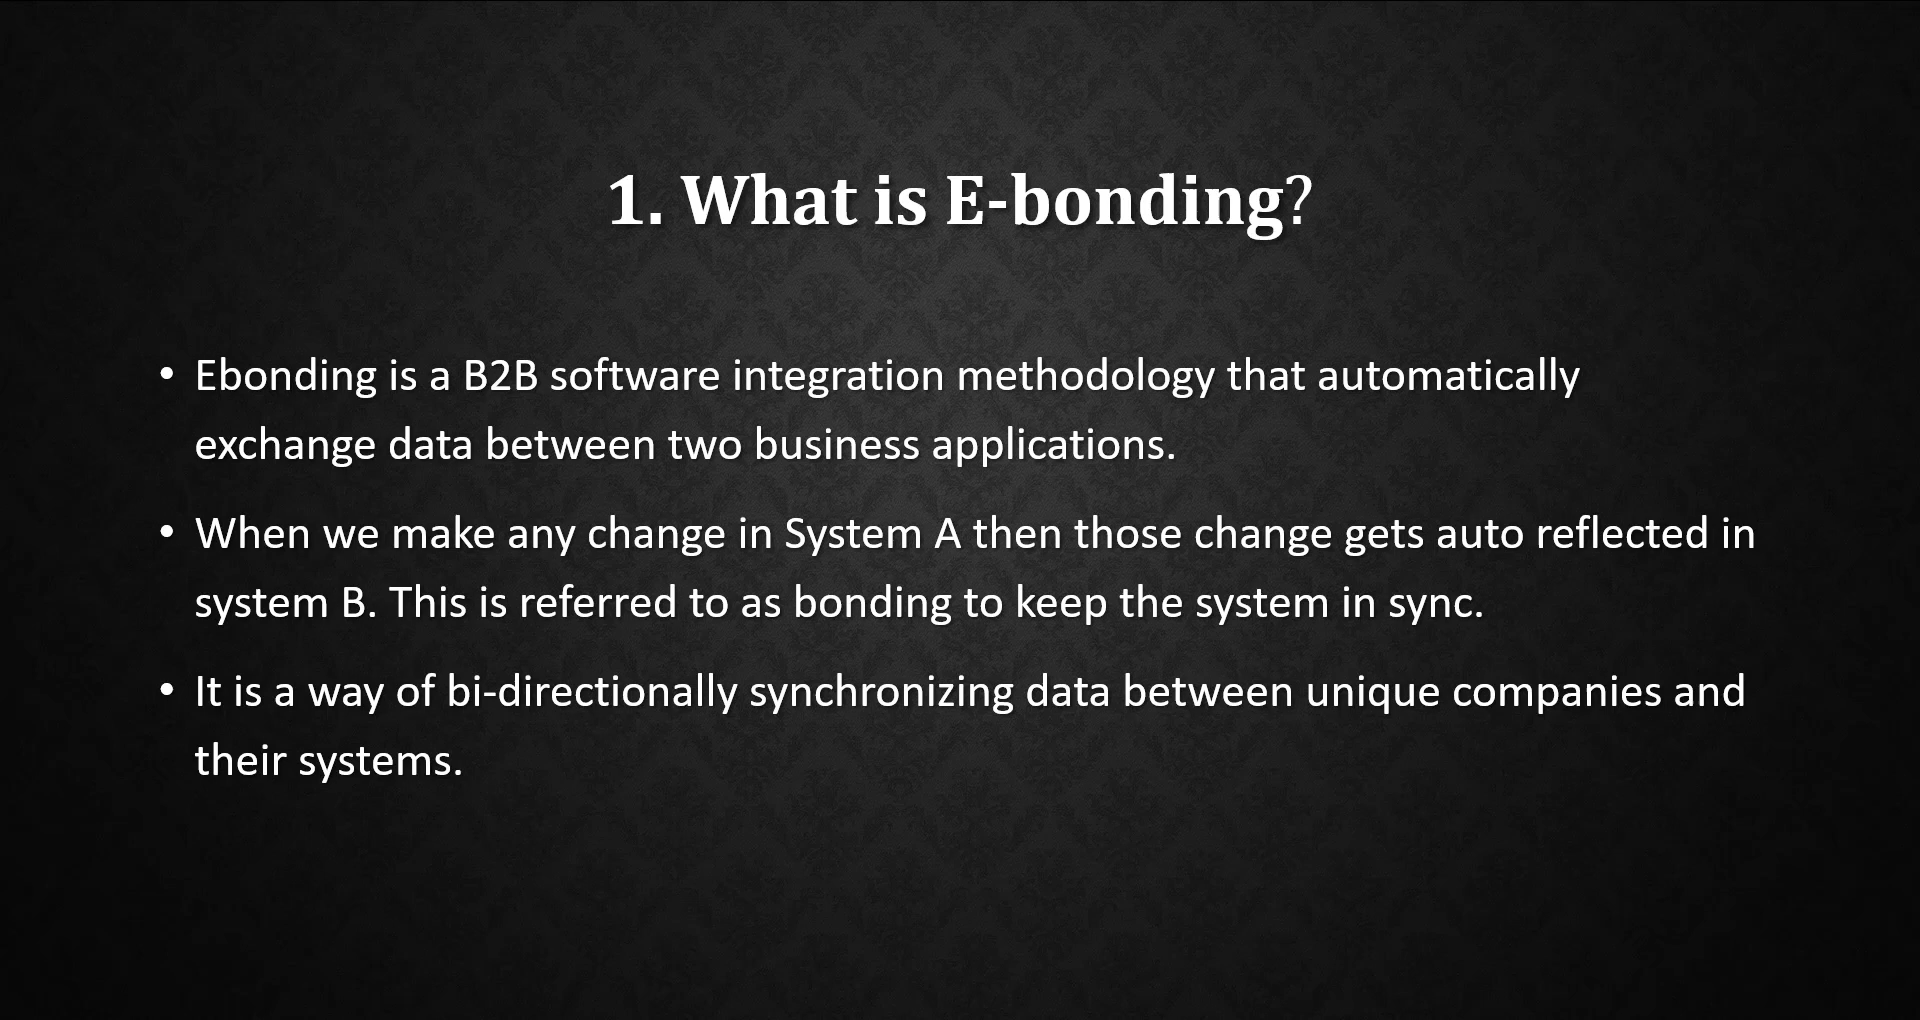 1. What is E-bonding?
• Ebonding is a B2B software integration methodology that automatically
exchange data between two business applications.
• When we make any change in System A then those change gets auto reflected in
system B. This is referred to as bonding to keep the system in sync.
• It is a way of bi-directionally synchronizing data between unique companies and
their systems.